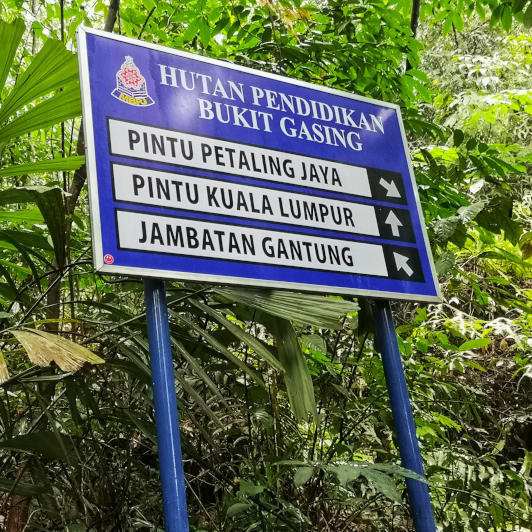 HUTAN PENDIDIKAN
BUKIT GASING
PINTU PETALING JAYA
PINTU KUALA LUMPUR
JAMBATAN GANTUNG